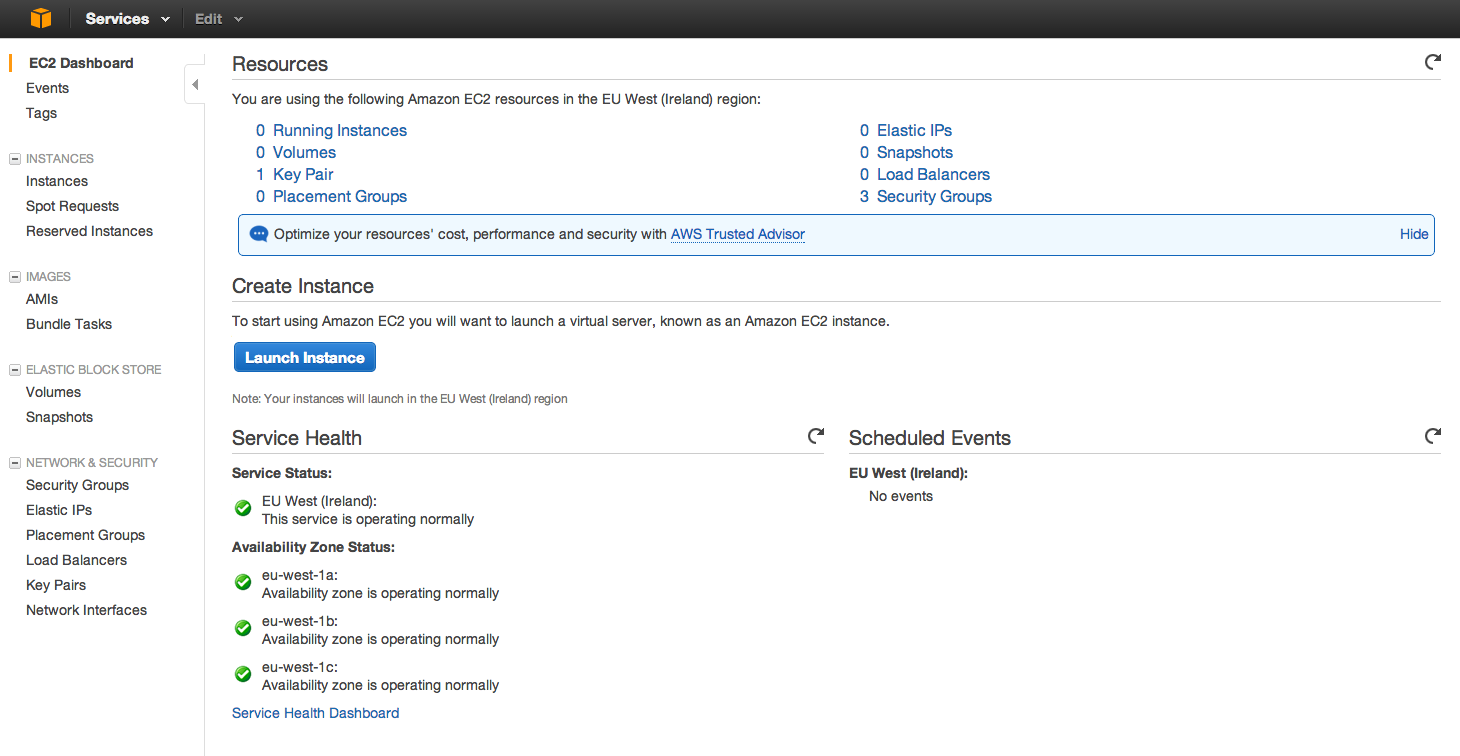 Services Edit
EC2 Dashboard
Events
Tags
INSTANCES
Instances
Spot Requests
Reserved Instances
IMAGES
AMIs
Bundle Tasks
ELASTIC BLOCK STORE
Volumes
Snapshots
NETWORK & SECURITY
Security Groups
Elastic IPs
Placement Groups
Load Balancers
Key Pairs
Network Interfaces
Resources
You are using the following Amazon EC2 resources in the EU West (Ireland) region:
0 Running Instances
0 Volumes
1 Key Pair
0 Placement Groups
0 Elastic IPs
0 Snapshots
0 Load Balancers
3 Security Groups
Optimize your resources' cost, performance and security with AWS Trusted Advisor Hide
Create Instance
To start using Amazon EC2 you will want to launch a virtual server, known as an Amazon EC2 instance.
Launch Instance
Note: Your instances will launch in the EU West (Ireland) region
Service Health
Service Status:
EU West (Ireland):
This service is operating normally
Availability Zone Status:
eu-west-1a:
Availability zone is operating normally
eu-west-1b:
Availability zone is operating normally
eu-west-1c:
Availability zone is operating normally
Service Health Dashboard
Scheduled Events
EU West (Ireland):
No events